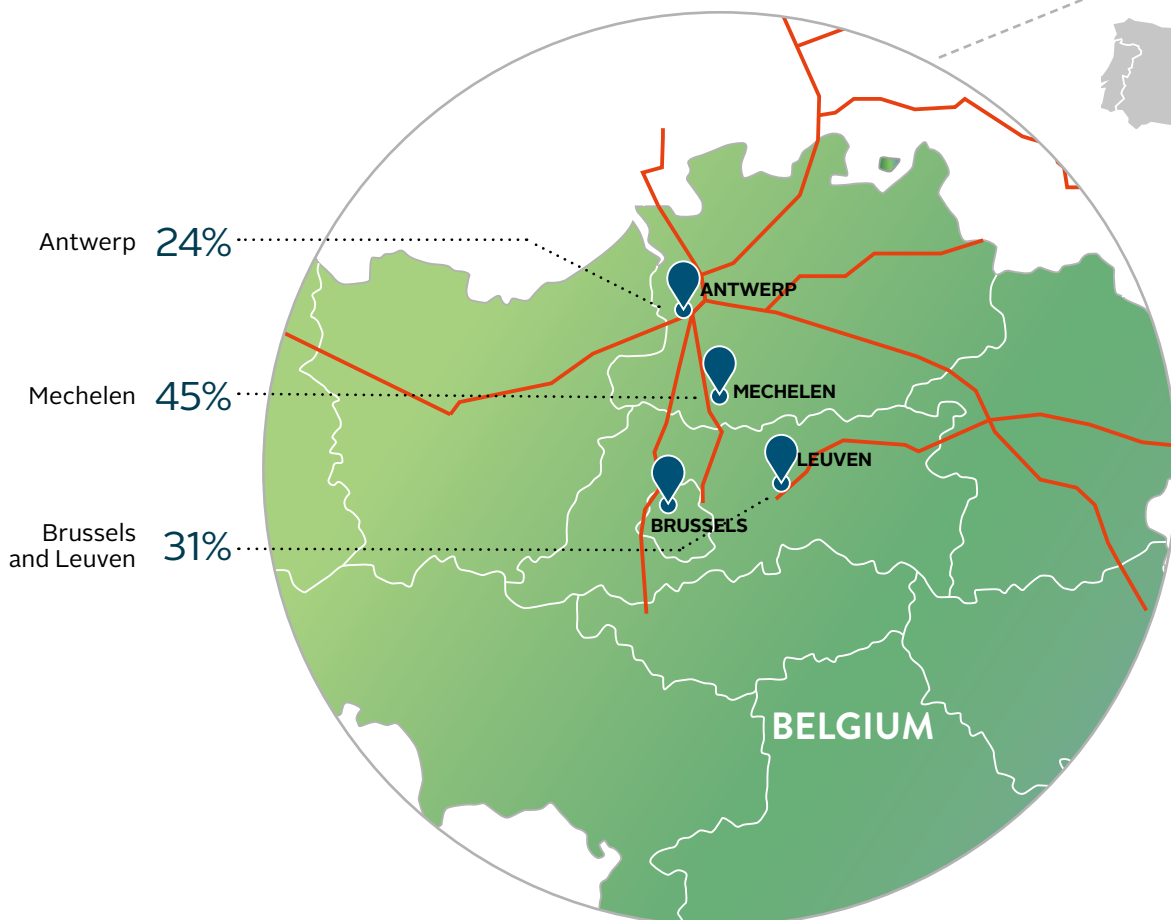 Antwerp 24%
ANTWERP
Mechelen 45%
MECHELEN
LEUVEN
Brussels
and Leuven 31%
BRUSSELS
BELGIUM